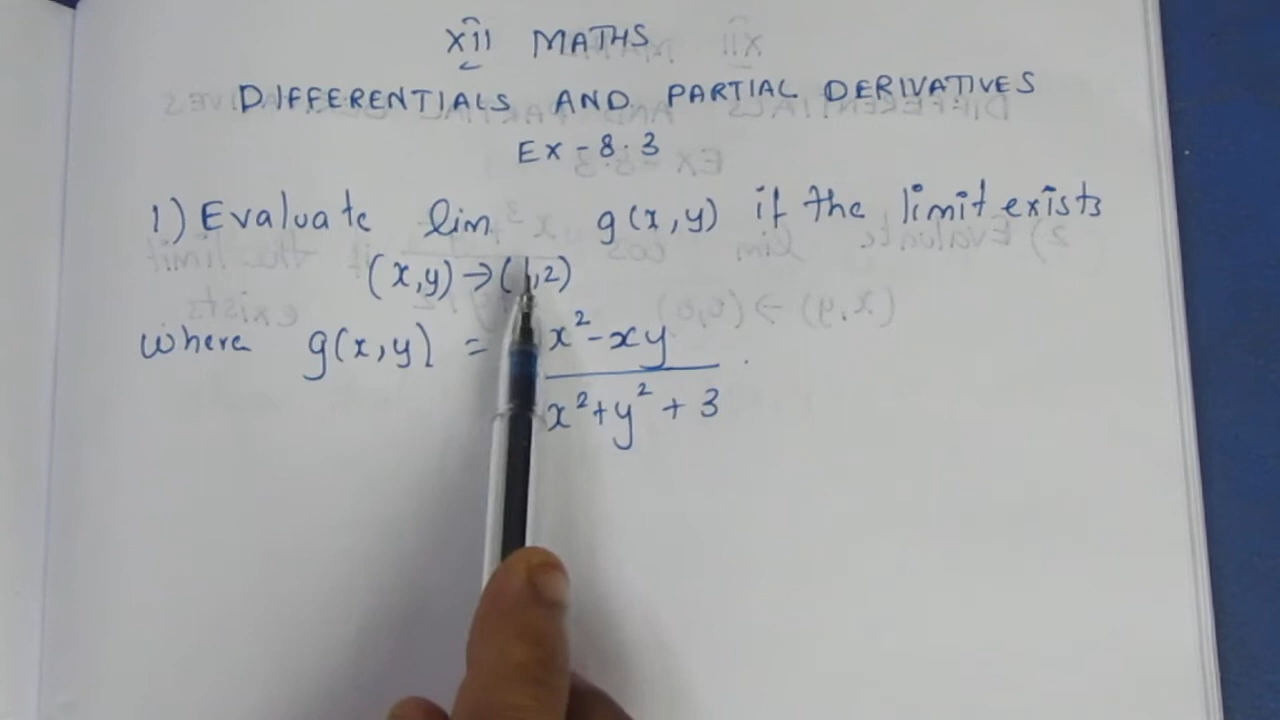 XII MATHS
DIFFERENTIALS AND PARTIAL DERIVATIVES
EX - 8.3
1) Evaluate lim g(x,y) if the limit exists
(x,y) → (1,2)
where g(x,y) = x² - xy
x² + y² + 3 .